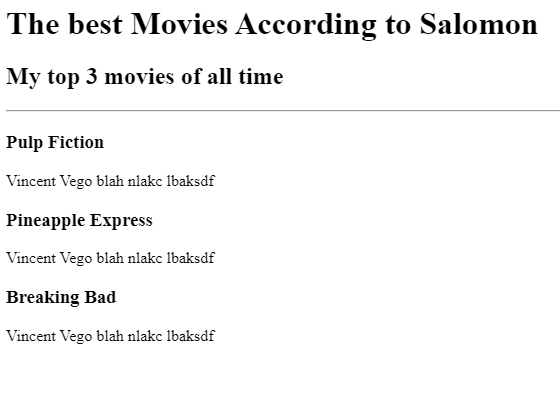 The best Movies According to Salomon
My top 3 movies of all time
Pulp Fiction
Vincent Vego blah nlakc lbaksdf
Pineapple Express
Vincent Vego blah nlakc lbaksdf
Breaking Bad
Vincent Vego blah nlakc lbaksdf